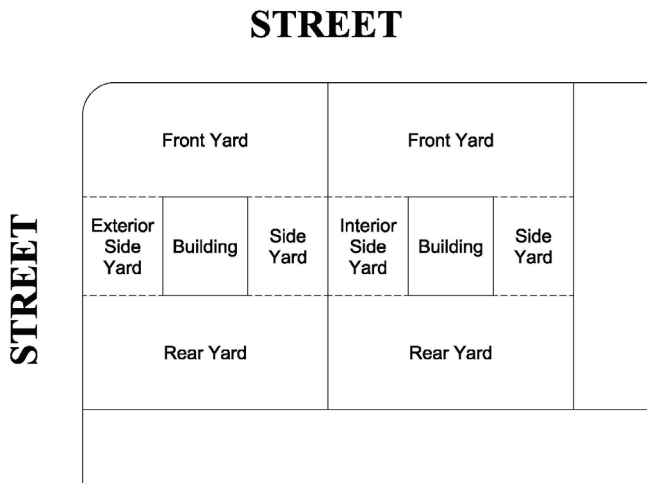 STREET
Front Yard
Front Yard
STREET
Exterior
Side
Yard
Building
Side
Yard
Interior
Side
Yard
Building
Side
Yard
Rear Yard
Rear Yard